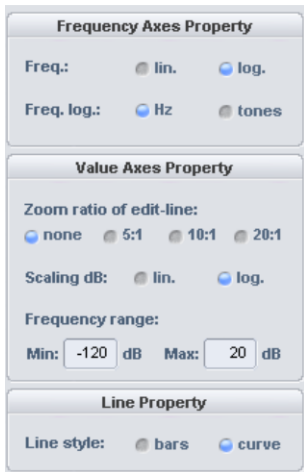 Frequency Axes Property
Freq.: lin. log.
Freq. log.: Hz tones
Value Axes Property
Zoom ratio of edit-line:
none 5:1 10:1 20:1
Scaling dB: lin. log.
Frequency range:
Min: -120 dB Max: 20 dB
Line Property
Line style: bars curve